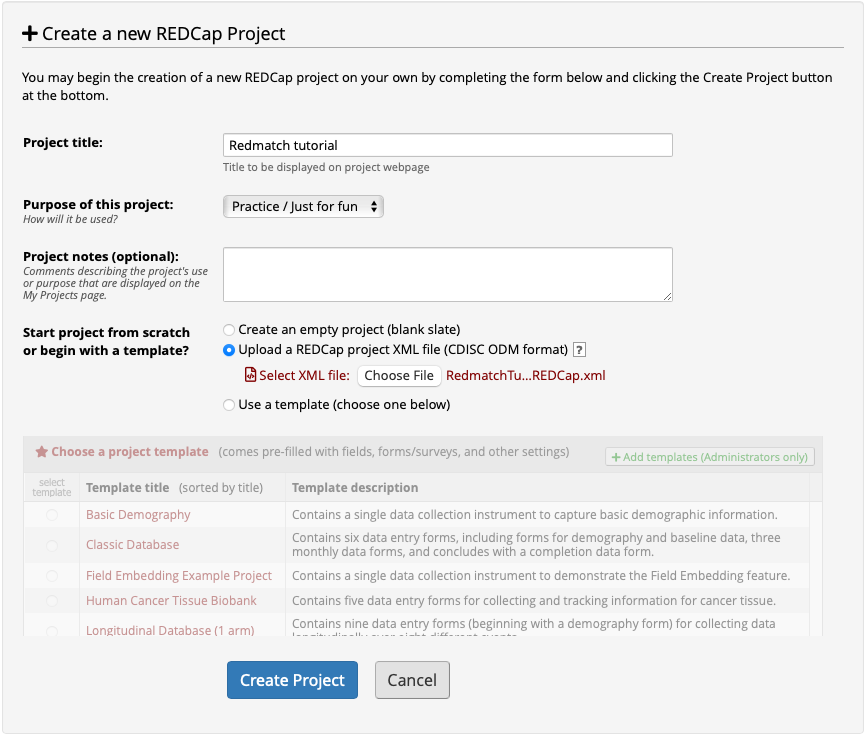 Create a new REDCap Project
You may begin the creation of a new REDCap project on your own by completing the form below and clicking the Create Project button
at the bottom.
Project title:
Redmatch tutorial
Title to be displayed on project webpage
Purpose of this project:
How will it be used?
Practice / Just for fun
Project notes (optional):
Comments describing the project's use
or purpose that are displayed on the
My Projects page.
Start project from scratch
or begin with a template?
Create an empty project (blank slate)
Upload a REDCap project XML file (CDISC ODM format) ?
Select XML file: Choose File RedmatchTu...REDCap.xml
Use a template (choose one below)
Choose a project template (comes pre-filled with fields, forms/surveys, and other settings)
+ Add templates (Administrators only)
select
template
Template title (sorted by title)
Template description
Basic Demography
Contains a single data collection instrument to capture basic demographic information.
Classic Database
Contains six data entry forms, including forms for demography and baseline data, three
monthly data forms, and concludes with a completion data form.
Field Embedding Example Project
Contains a single data collection instrument to demonstrate the Field Embedding feature.
Human Cancer Tissue Biobank
Contains five data entry forms for collecting and tracking information for cancer tissue.
Longitudinal Database (1 arm)
Contains nine data entry forms (beginning with a demography form) for collecting data
longitudinally over eight different events.
Create Project
Cancel